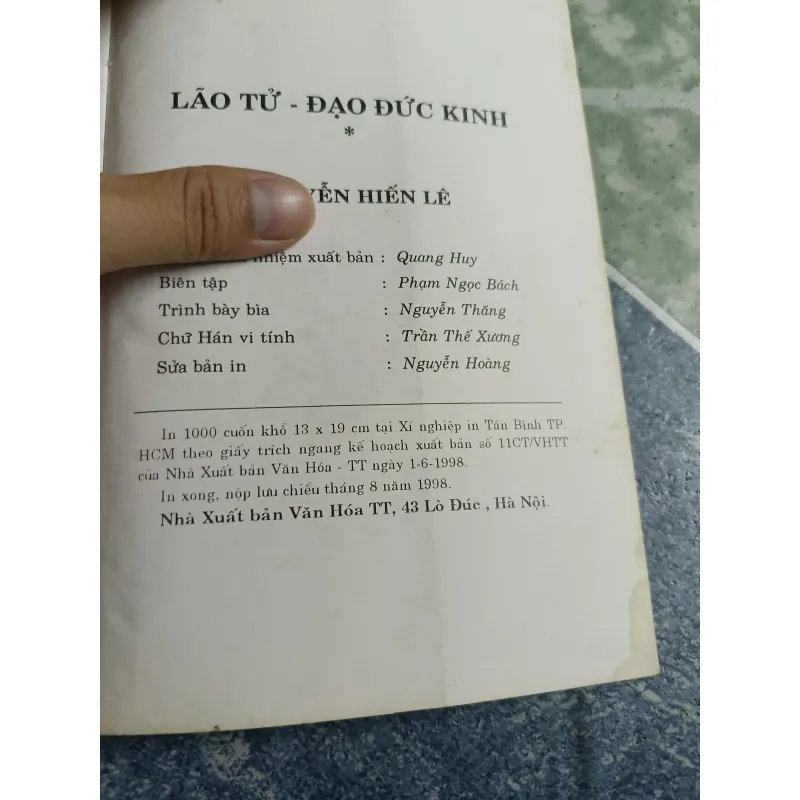 LÃO TỬ - ĐẠO ĐỨC KINH
*
HIẾN LÊ
xuất bản : Quang Huy
Biên tập : Phạm Ngọc Bách
Trình bày bìa : Nguyễn Thăng
Chữ Hán vi tính : Trần Thế Xương
Sửa bản in : Nguyễn Hoàng
In 1000 cuốn khổ 13 x 19 cm tại Xí nghiệp in Tân Bình TP.
HCM theo giấy trích ngang kế hoạch xuất bản số 11CT/VHTT
của Nhà Xuất bản Văn Hóa - TT ngày 1-6-1998.
In xong, nộp lưu chiểu tháng 8 năm 1998.
Nhà Xuất bản Văn Hóa TT, 43 Lò Đúc , Hà Nội.